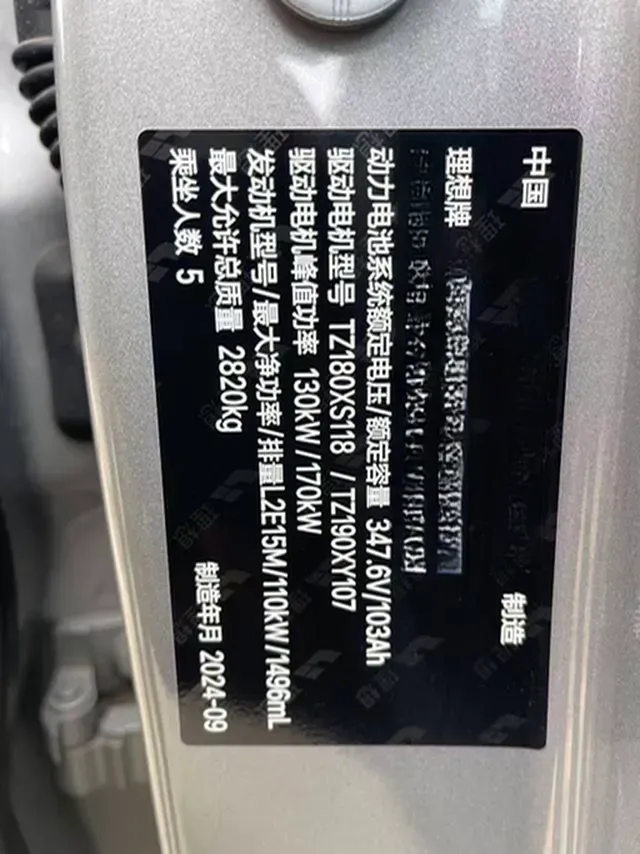 中国 制造
理想牌
动力电池系统额定电压/额定容量 347.6V/103Ah
驱动电机型号 TZ180XS118 /TZ190XY107
驱动电机峰值功率 130kW/170kW
发动机型号/最大净功率/排量L2E15M/110kW/1496mL
最大允许总质量 2820kg
乘坐人数 5 制造年月 2024-09